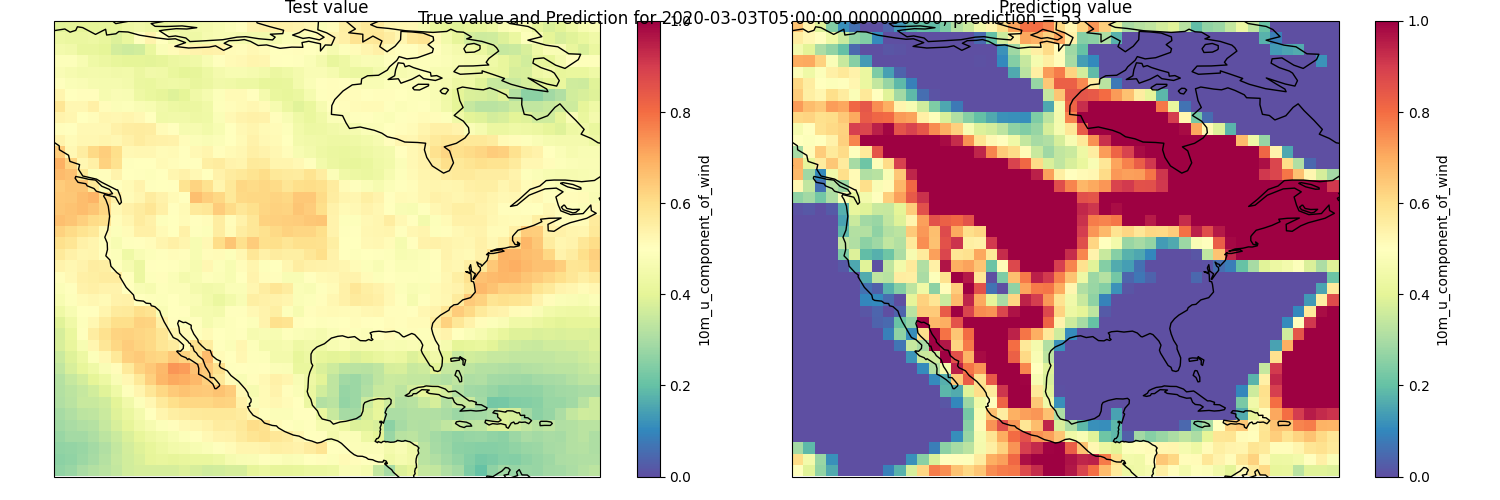 Test value
Prediction value
True value and Prediction for 2020-03-03T05:00:00.000000000 prediction
53
1.0
0.8
0.6
0.4
0.2
0.0
10m_u_component_of_wind
1.0
0.8
0.6
0.4
0.2
0.0
10m_u_component_of_wind